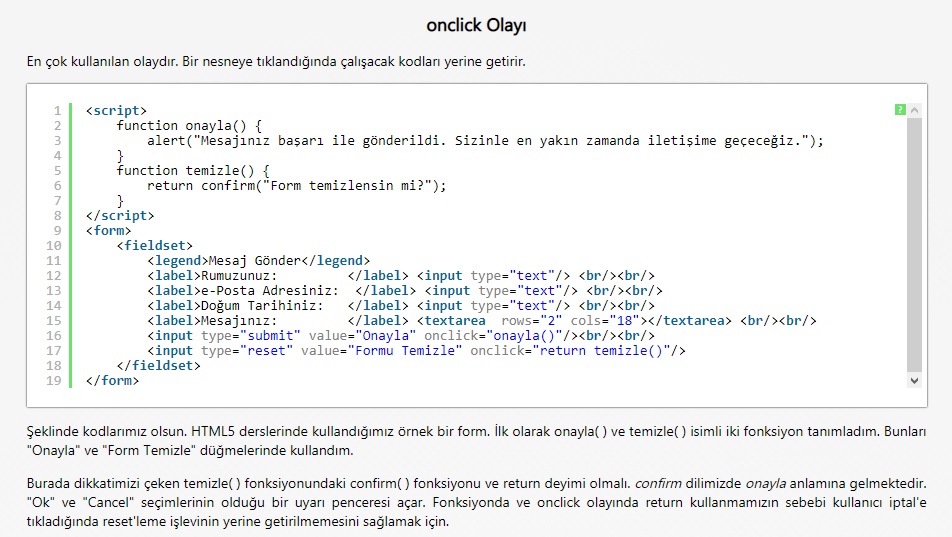 onclick Olayı
En çok kullanılan olaydır. Bir nesneye tıklandığında çalışacak kodları yerine getirir.
?
1 <script>
2 function onayla() {
3 alert("Mesajınız başarı ile gönderildi. Sizinle en yakın zamanda iletişime geçeceğiz.");
4 }
5 function temizle() {
6 return confirm("Form temizlensin mi?");
7 }
8 </script>
9 <form>
10 <fieldset>
11 <legend>Mesaj Gönder</legend>
12 <label>Rumuzunuz: </label> <input type="text"/> <br/><br/>
13 <label>e-Posta Adresiniz: </label> <input type="text"/> <br/><br/>
14 <label>Doğum Tarihiniz: </label> <input type="text"/> <br/><br/>
15 <label>Mesajınız: </label> <textarea rows="2" cols="18"></textarea> <br/><br/>
16 <input type="submit" value="Onayla" onclick="onayla()"/><br/><br/>
17 <input type="reset" value="Formu Temizle" onclick="return temizle()"/>
18 </fieldset>
19 </form>
Şeklinde kodlarımız olsun. HTML5 derslerinde kullandığımız örnek bir form. İlk olarak onayla( ) ve temizle( ) isimli iki fonksiyon tanımladım. Bunları
"Onayla" ve "Form Temizle" düğmelerinde kullandım.
Burada dikkatimizi çeken temizle( ) fonksiyonundaki confirm( ) fonksiyonu ve return deyimi olmalı. confirm dilimizde onayla anlamına gelmektedir.
"Ok" ve "Cancel" seçimlerinin olduğu bir uyarı penceresi açar. Fonksiyonda ve onclick olayında return kullanmamızın sebebi kullanıcı iptal'e
tıkladığında reset'leme işlevinin yerine getirilmemesini sağlamak için.